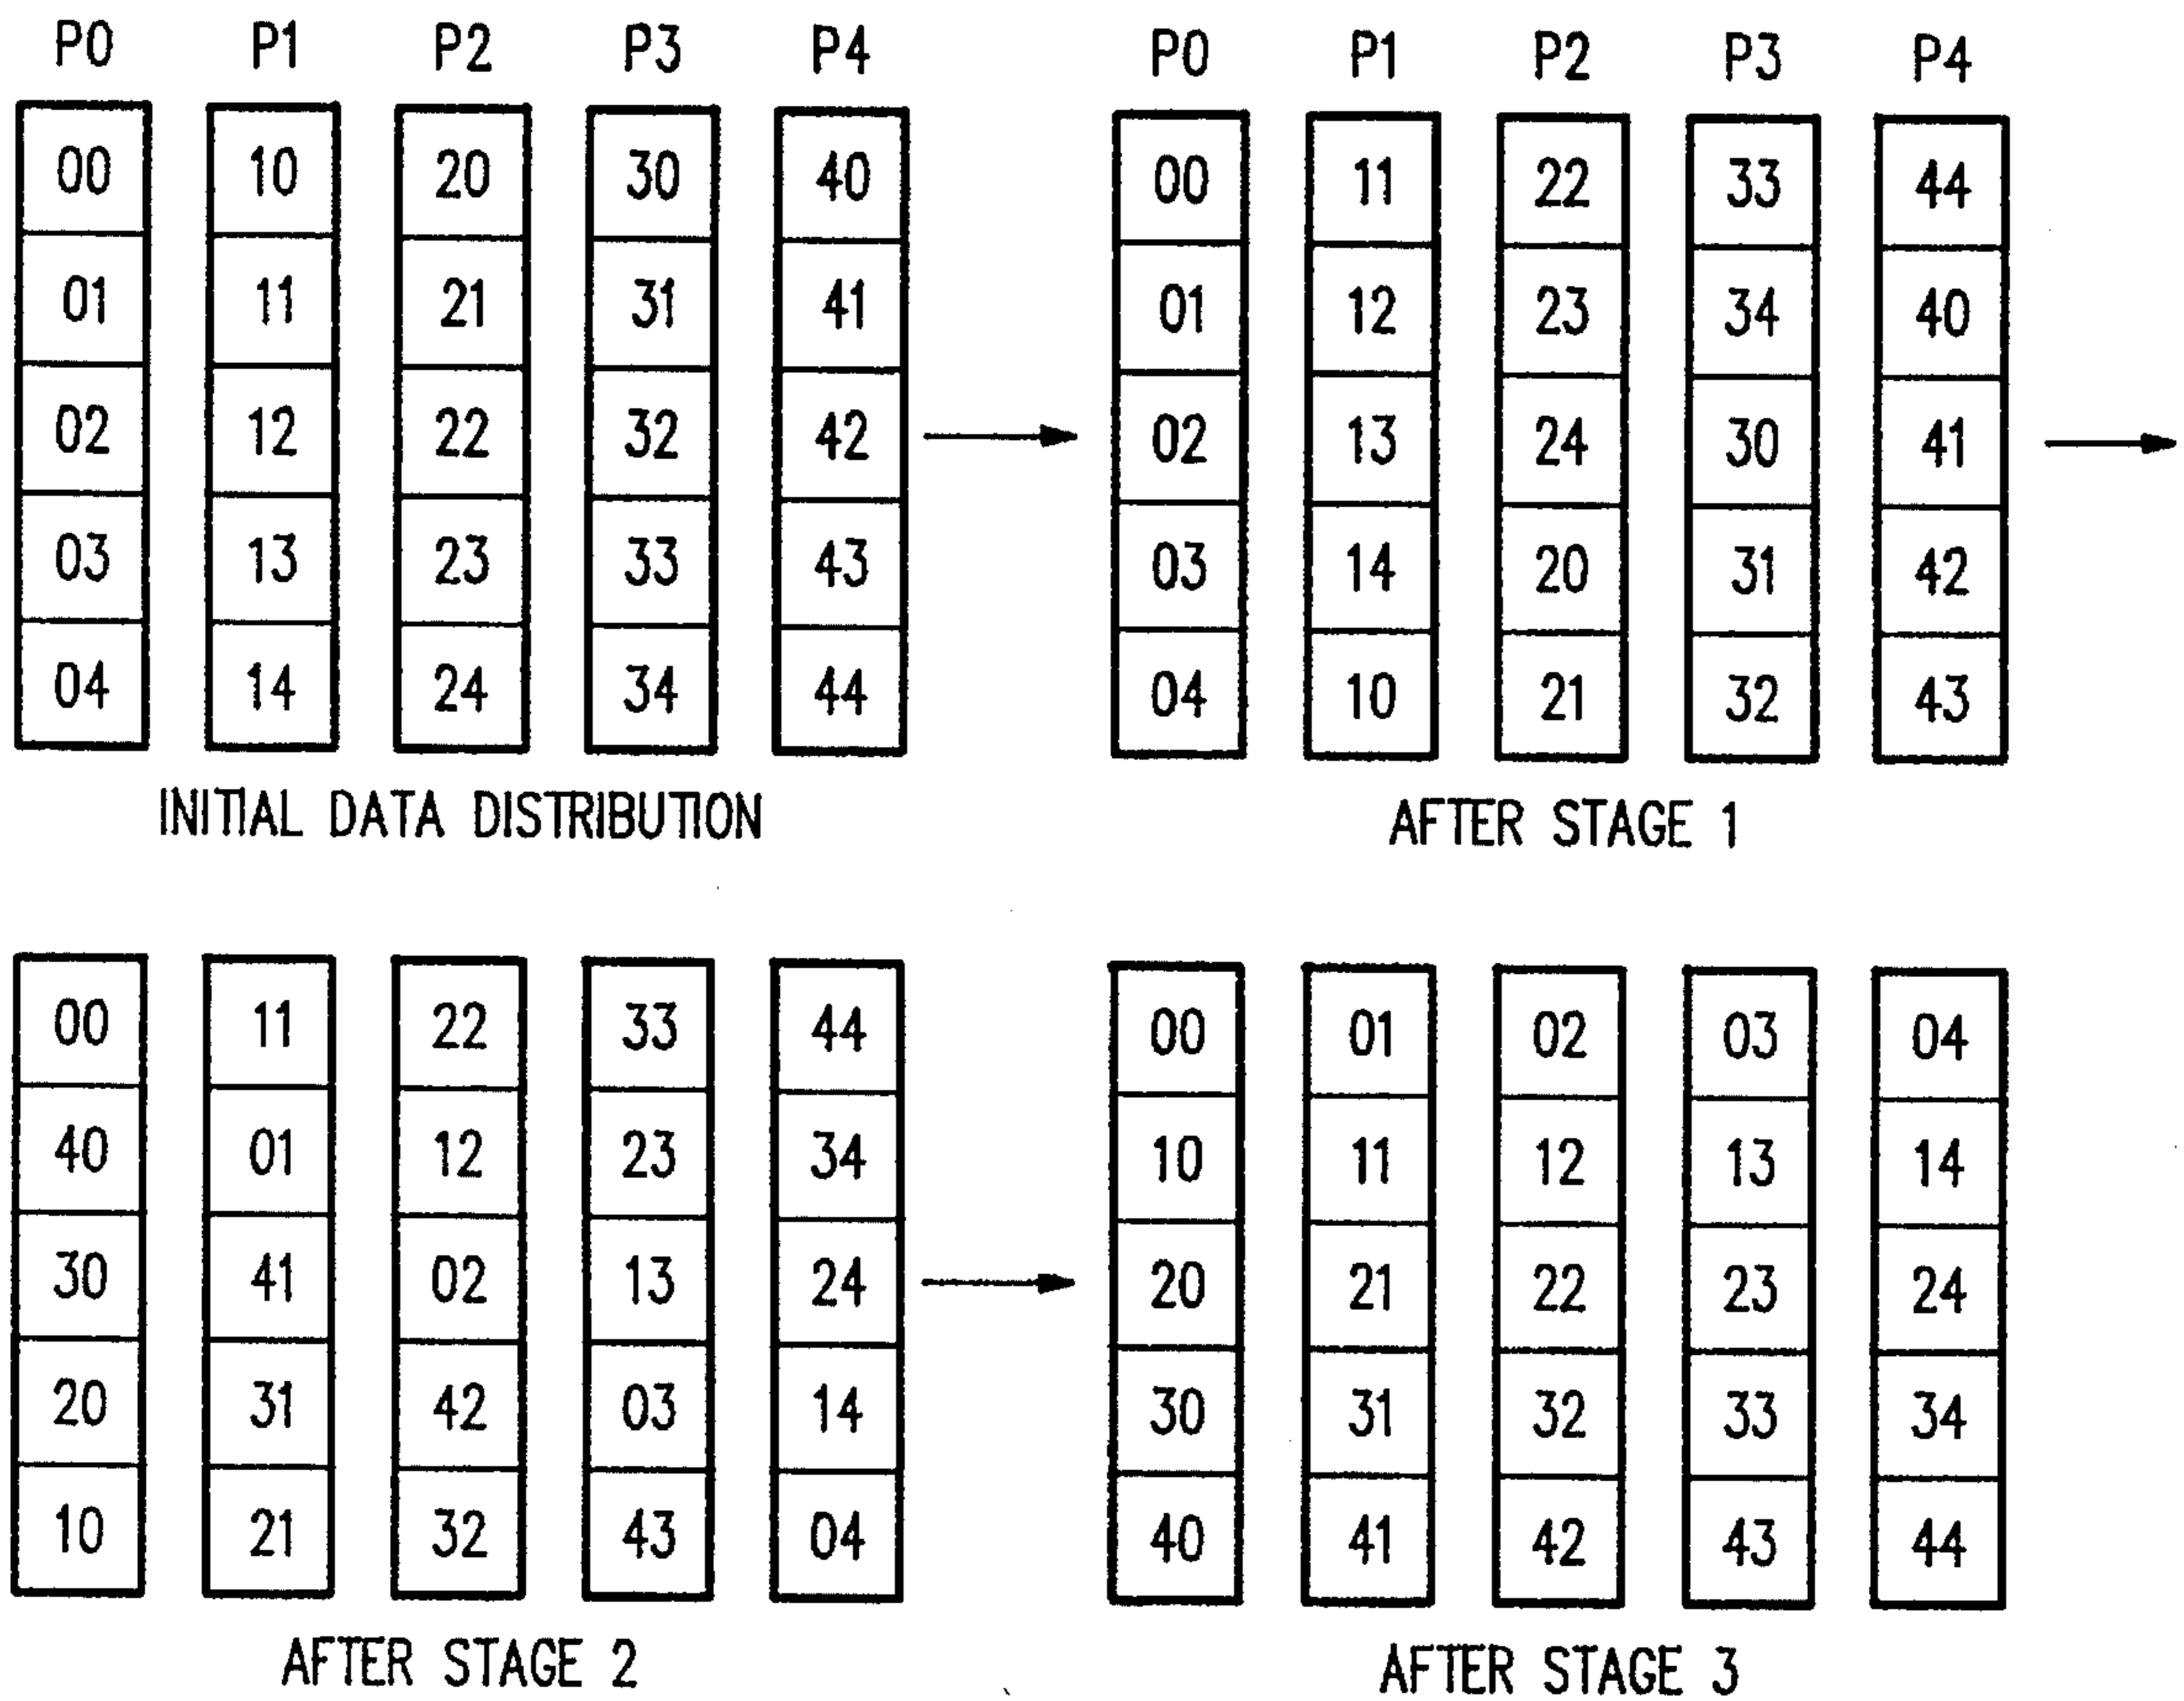 P0 P1 P2 P3 P4
00 10 20 30 40
01 11 21 31 41
02 12 22 32 42
03 13 23 33 43
04 14 24 34 44
INITIAL DATA DISTRIBUTION
P0 P1 P2 P3 P4
00 11 22 33 44
01 12 23 34 40
02 13 24 30 41
03 14 20 31 42
04 10 21 32 43
AFTER STAGE 1
00 11 22 33 44
40 01 12 23 34
30 41 02 13 24
20 31 42 03 14
10 21 32 43 04
AFTER STAGE 2
00 01 02 03 04
10 11 12 13 14
20 21 22 23 24
30 31 32 33 34
40 41 42 43 44
AFTER STAGE 3